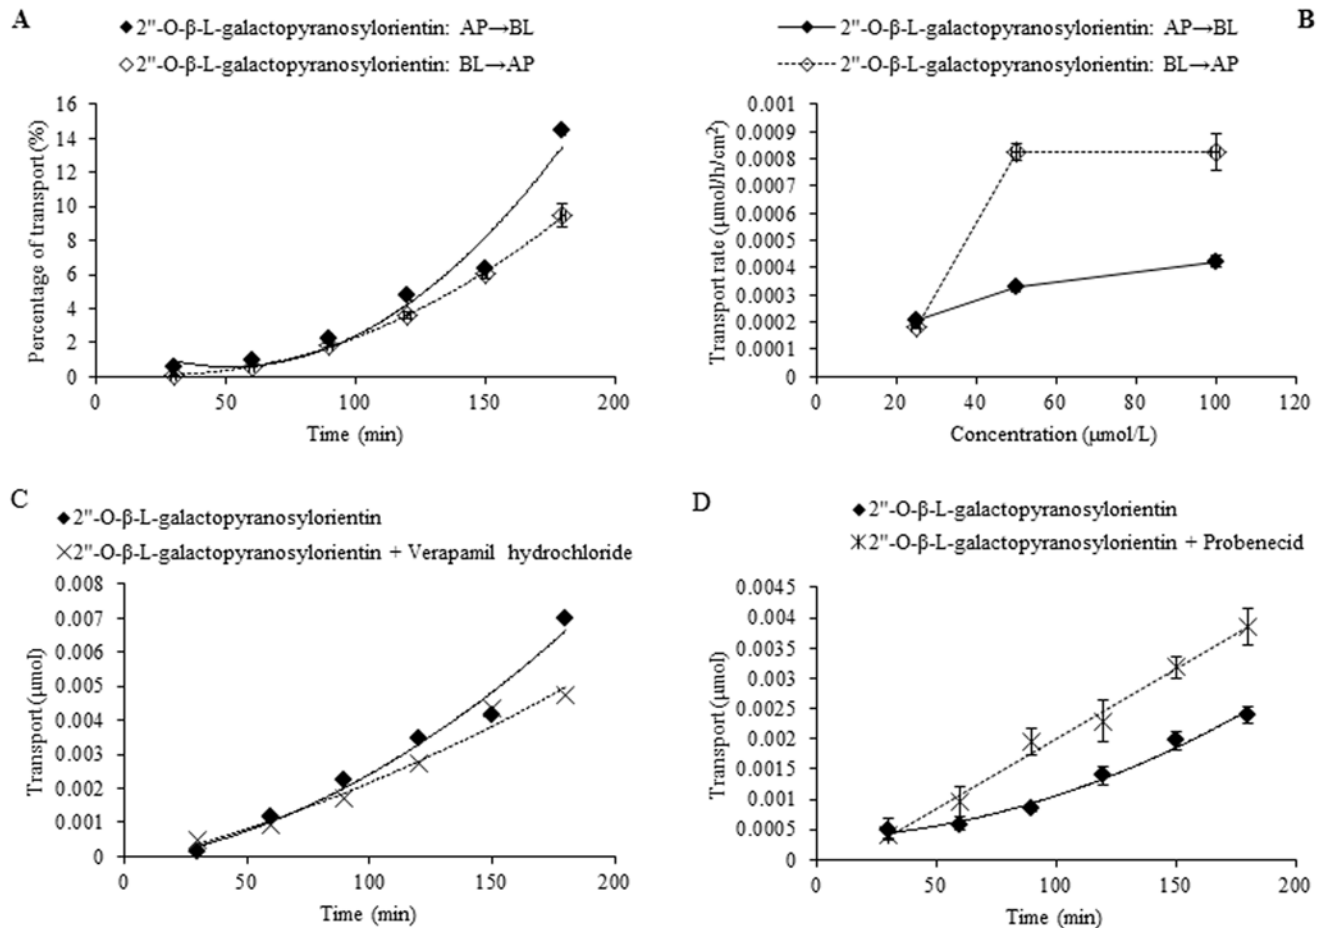 A
2"-O-β-L-galactopyranosylorientin: AP→BL
2"-O-β-L-galactopyranosylorientin: BL→AP
Percentage of transport (%)
16
14
12
10
8
6
4
2
0
0 50 100 150 200
Time (min)
B
2"-O-β-L-galactopyranosylorientin: AP→BL
2"-O-β-L-galactopyranosylorientin: BL→AP
Transport rate (μmol/h/cm²)
0.001
0.0009
0.0008
0.0007
0.0006
0.0005
0.0004
0.0003
0.0002
0.0001
0
0 20 40 60 80 100 120
Concentration (μmol/L)
C
2"-O-β-L-galactopyranosylorientin
2"-O-β-L-galactopyranosylorientin + Verapamil hydrochloride
Transport (μmol)
0.008
0.007
0.006
0.005
0.004
0.003
0.002
0.001
0
0 50 100 150 200
Time (min)
D
2"-O-β-L-galactopyranosylorientin
2"-O-β-L-galactopyranosylorientin + Probenecid
Transport (μmol)
0.0045
0.004
0.0035
0.003
0.0025
0.002
0.0015
0.001
0.0005
0
0 50 100 150 200
Time (min)